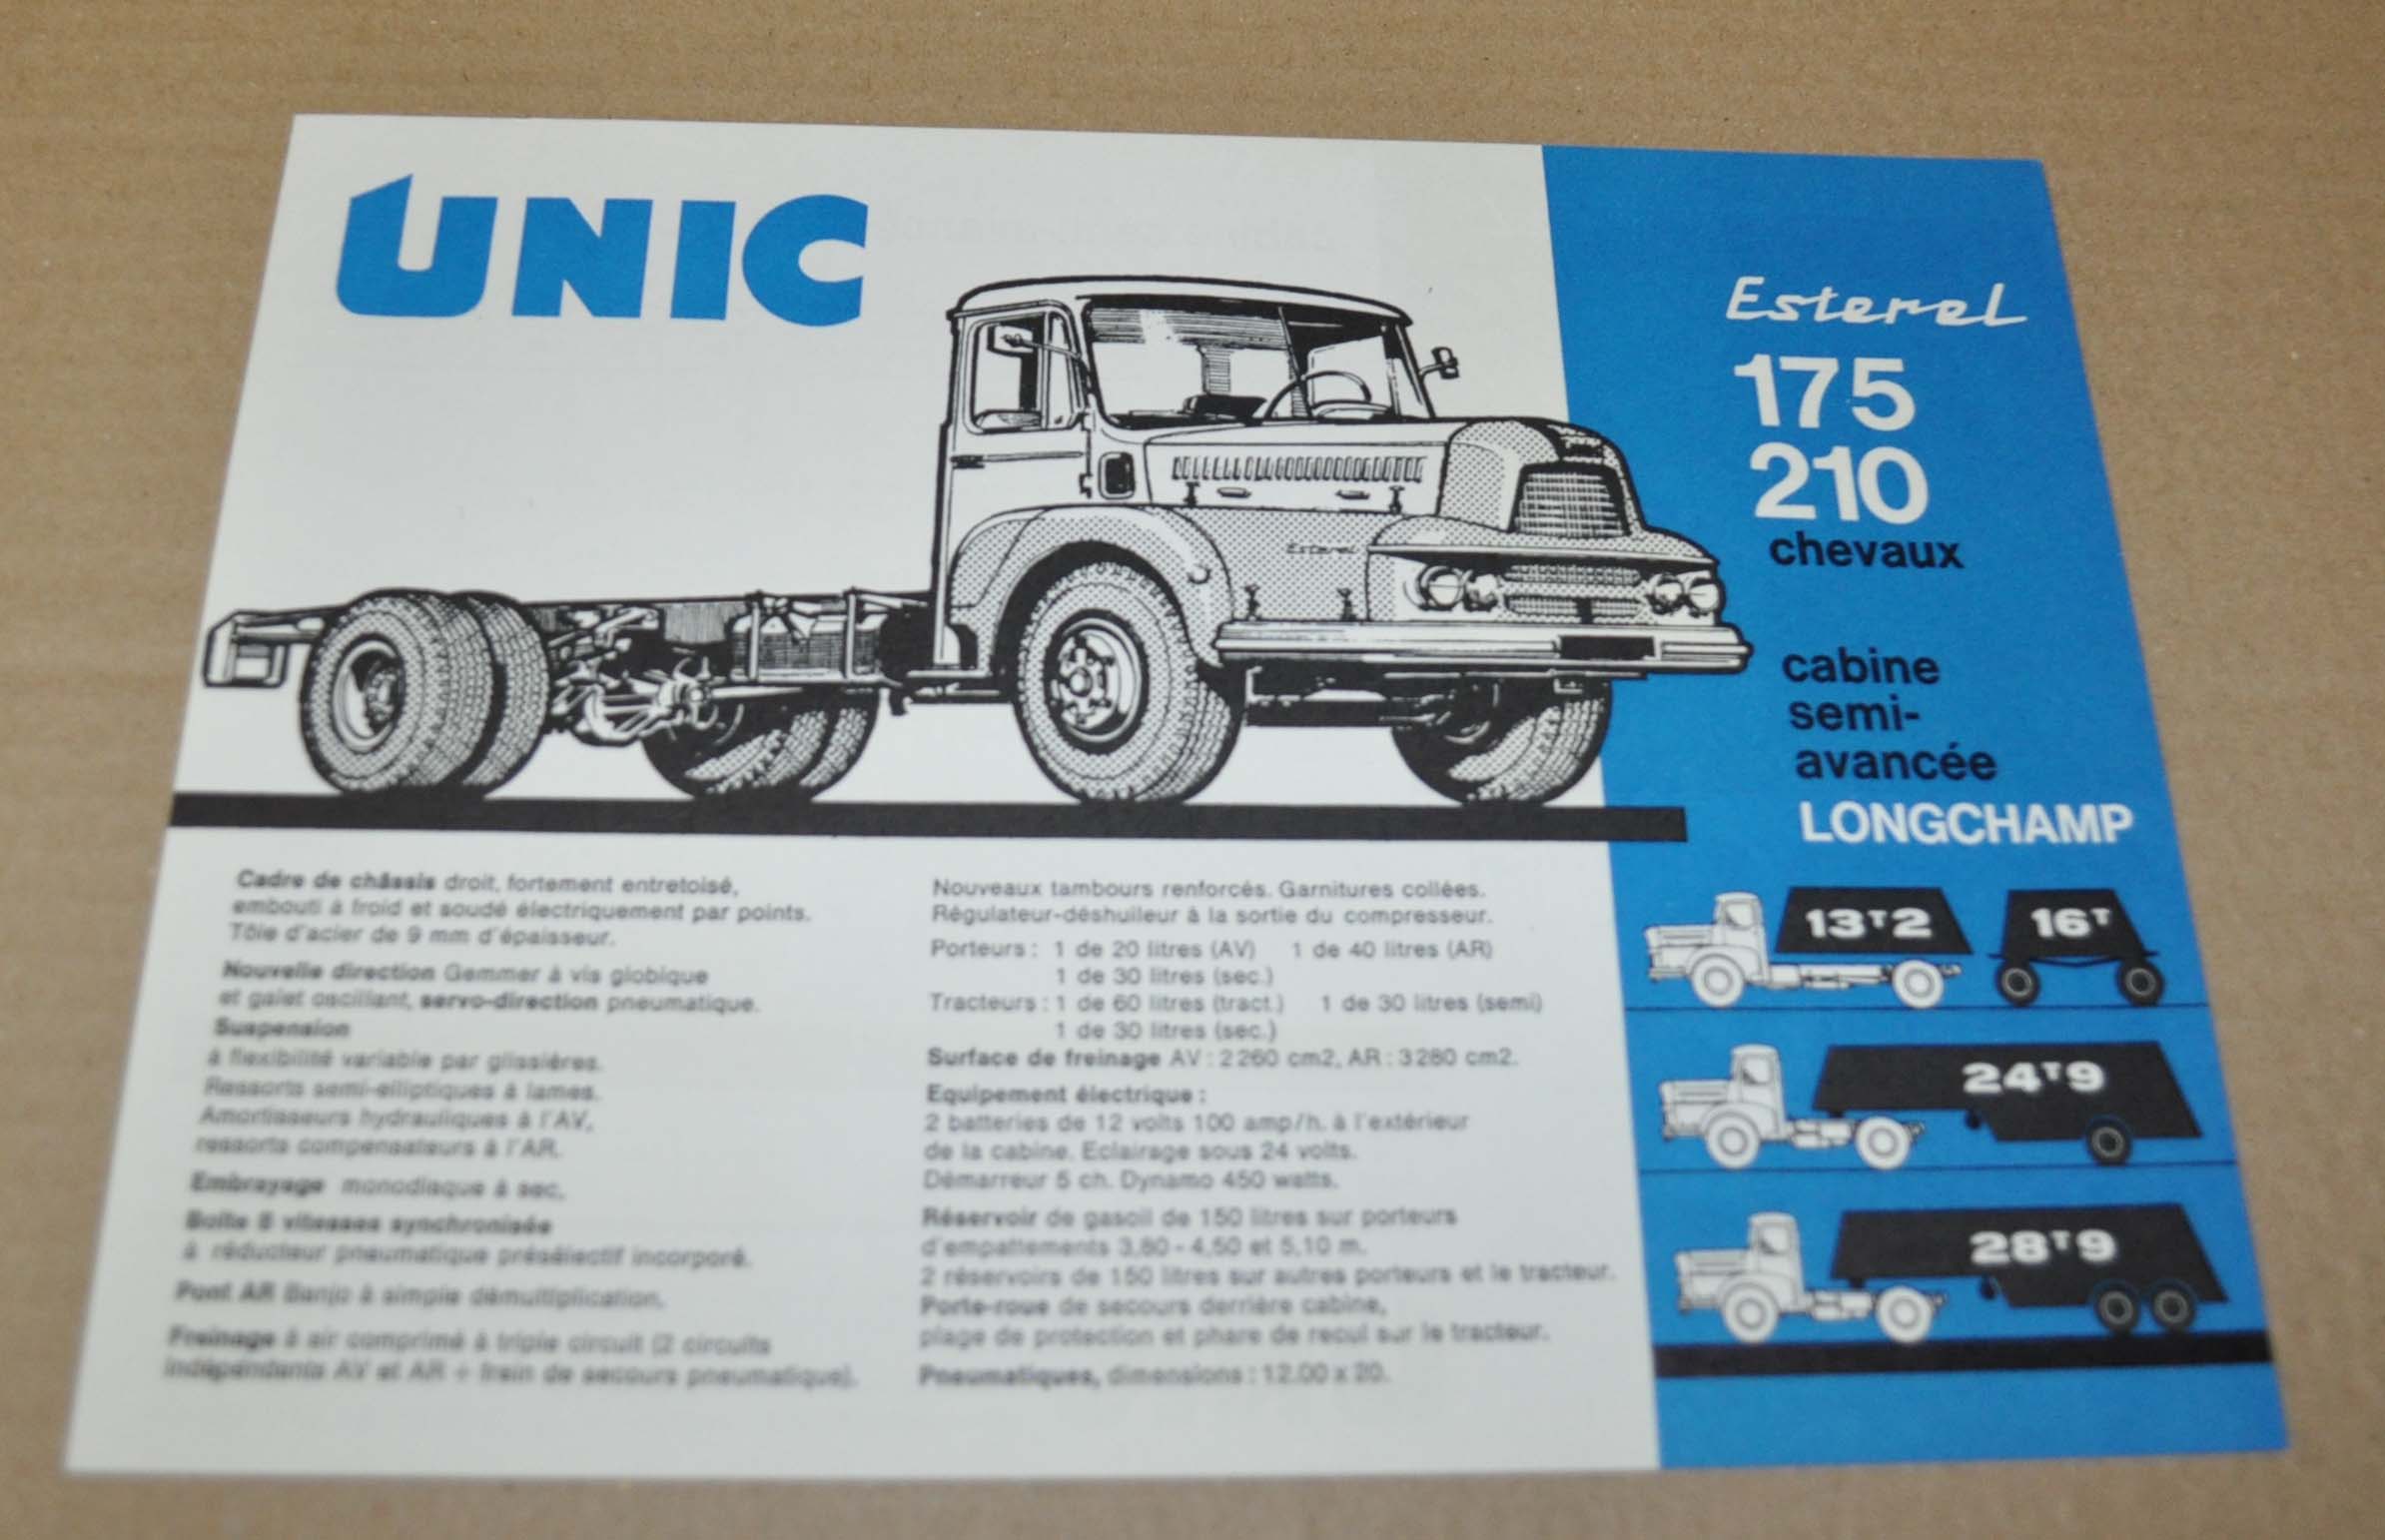 UNIC
Esterel
175
210
chevaux
cabine
semi-
avancée
LONGCHAMP
Esterel
13T2
16T
24T9
28T9
Cadre de châssis droit, fortement entretoisé,
embouti à froid et soudé électriquement par points.
Tôle d'acier de 9 mm d'épaisseur.
Nouvelle direction Gemmer à vis globique
et galet oscillant, servo-direction pneumatique.
Suspension
à flexibilité variable par glissières.
Ressorts semi-elliptiques à lames.
Amortisseurs hydrauliques à l'AV,
ressorts compensateurs à l'AR.
Embrayage monodisque à sec.
Boîte 8 vitesses synchronisée
à réducteur pneumatique présélectif incorporé.
Pont AR Banjo à simple démultiplication.
Freinage à air comprimé à triple circuit (2 circuits
indépendants AV et AR + frein de secours pneumatique).
Nouveaux tambours renforcés. Garnitures collées.
Régulateur-déshuileur à la sortie du compresseur.
Porteurs : 1 de 20 litres (AV) 1 de 40 litres (AR)
1 de 30 litres (sec.)
Tracteurs : 1 de 60 litres (tract.) 1 de 30 litres (semi)
1 de 30 litres (sec.)
Surface de freinage AV : 2260 cm2, AR : 3280 cm2.
Equipement électrique :
2 batteries de 12 volts 100 amp/h. à l'extérieur
de la cabine. Eclairage sous 24 volts.
Démarreur 5 ch. Dynamo 450 watts.
Réservoir de gasoil de 150 litres sur porteurs
d'empattements 3,80 - 4,50 et 5,10 m.
2 réservoirs de 150 litres sur autres porteurs et le tracteur.
Porte-roue de secours derrière cabine,
plage de protection et phare de recul sur le tracteur.
Pneumatiques, dimensions : 12.00 x 20.